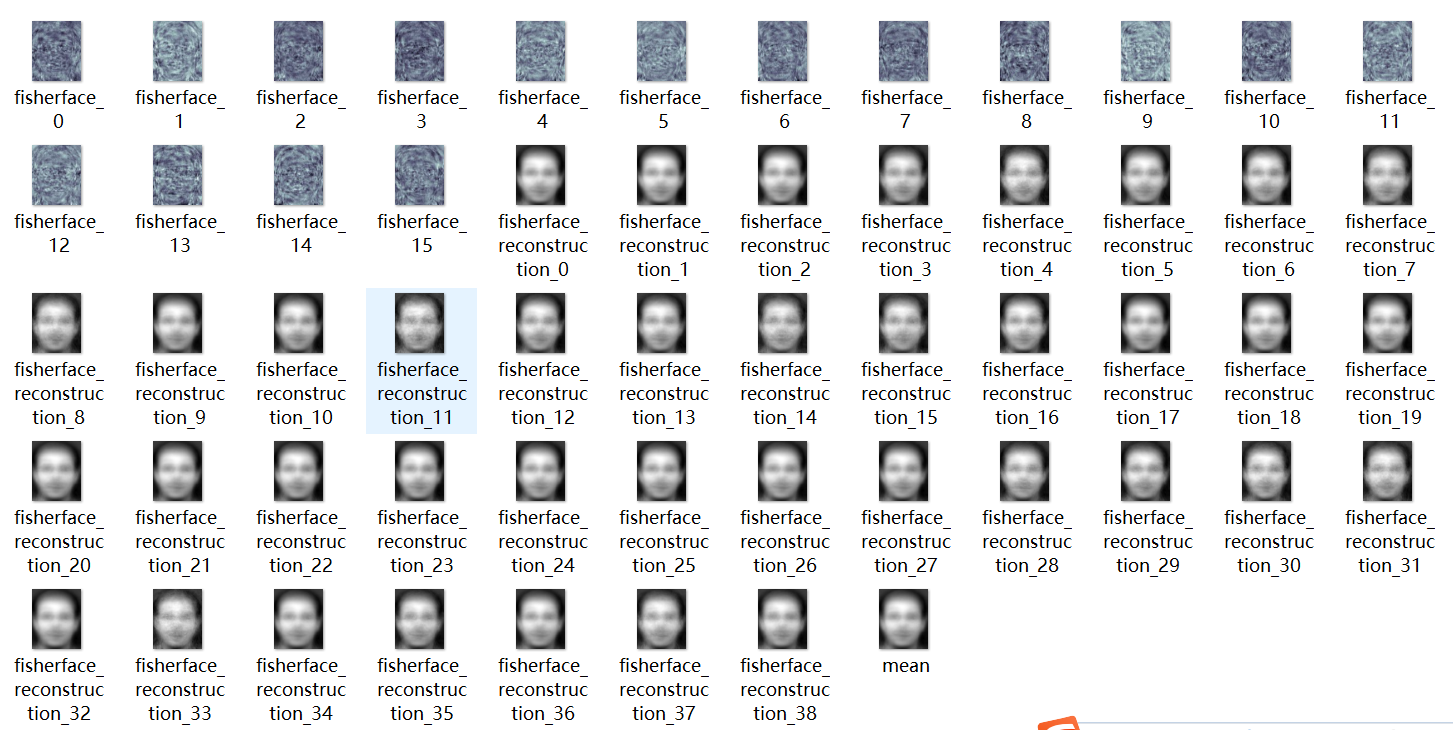 fisherface_ fisherface_ fisherface_ fisherface_ fisherface_ fisherface_ fisherface_ fisherface_ fisherface_ fisherface_ fisherface_ fisherface_
0 1 2 3 4 5 6 7 8 9 10 11
fisherface_ fisherface_ fisherface_ fisherface_ fisherface_ fisherface_ fisherface_ fisherface_ fisherface_ fisherface_ fisherface_ fisherface_
12 13 14 15 reconstruc reconstruc reconstruc reconstruc reconstruc reconstruc reconstruc reconstruc
tion_0 tion_1 tion_2 tion_3 tion_4 tion_5 tion_6 tion_7
fisherface_ fisherface_ fisherface_ fisherface_ fisherface_ fisherface_ fisherface_ fisherface_ fisherface_ fisherface_ fisherface_ fisherface_
reconstruc reconstruc reconstruc reconstruc reconstruc reconstruc reconstruc reconstruc reconstruc reconstruc reconstruc reconstruc
tion_8 tion_9 tion_10 tion_11 tion_12 tion_13 tion_14 tion_15 tion_16 tion_17 tion_18 tion_19
fisherface_ fisherface_ fisherface_ fisherface_ fisherface_ fisherface_ fisherface_ fisherface_ fisherface_ fisherface_ fisherface_ fisherface_
reconstruc reconstruc reconstruc reconstruc reconstruc reconstruc reconstruc reconstruc reconstruc reconstruc reconstruc reconstruc
tion_20 tion_21 tion_22 tion_23 tion_24 tion_25 tion_26 tion_27 tion_28 tion_29 tion_30 tion_31
fisherface_ fisherface_ fisherface_ fisherface_ fisherface_ fisherface_ fisherface_ mean
reconstruc reconstruc reconstruc reconstruc reconstruc reconstruc reconstruc
tion_32 tion_33 tion_34 tion_35 tion_36 tion_37 tion_38